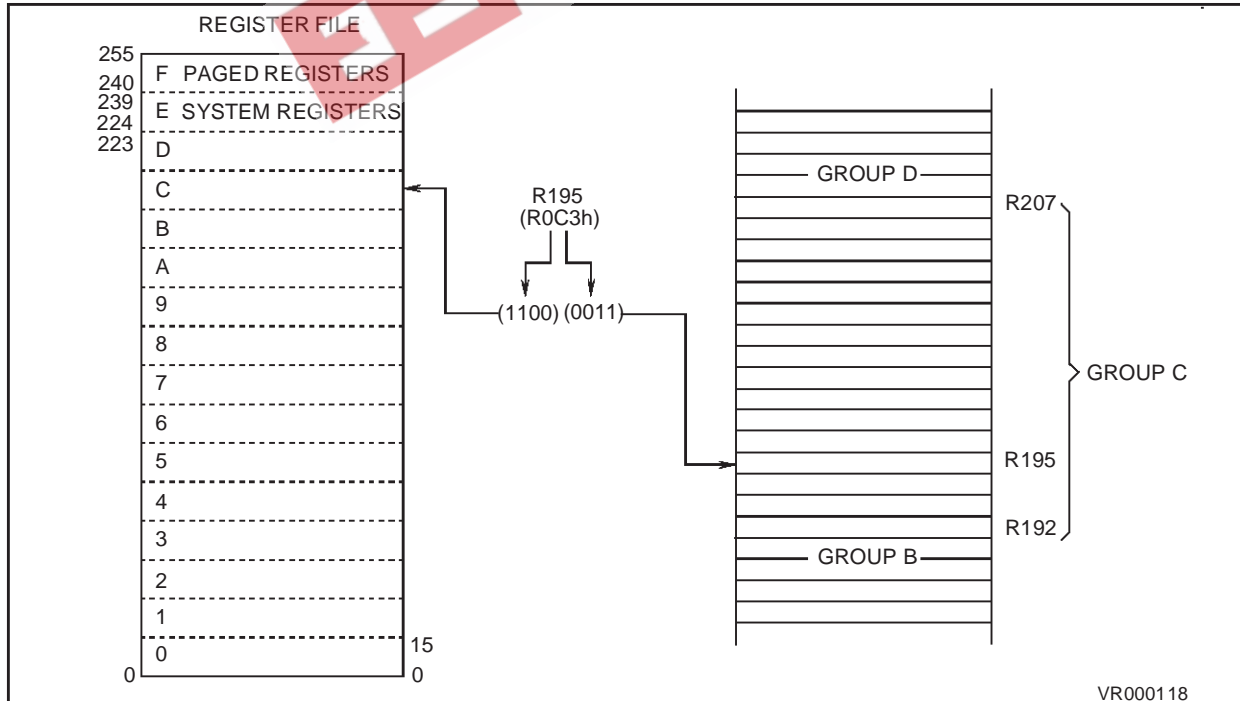 REGISTER FILE
255
240
239
224
223
F PAGED REGISTERS
E SYSTEM REGISTERS
D
C
B
A
9
8
7
6
5
4
3
2
1
0
15
0
0
R195
(R0C3h)
(1100) (0011)
GROUP D
R207
GROUP C
R195
R192
GROUP B
VR000118